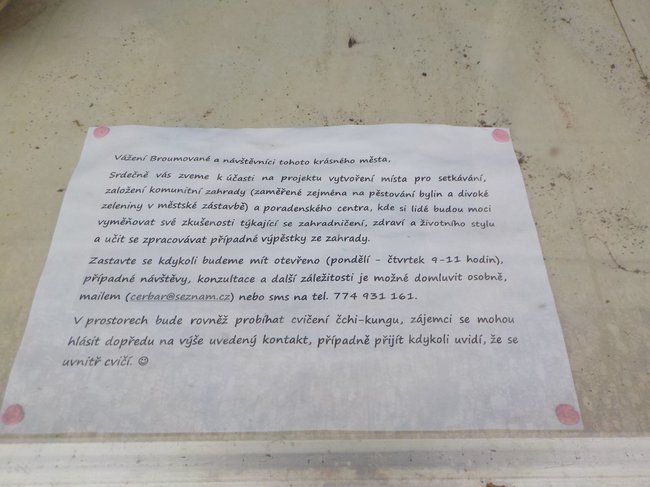 Vážení Broumované a návštěvníci tohoto krásného města,
Srdečně vás zveme k účasti na projektu vytvoření místa pro setkávání,
založení komunitní zahrady (zaměřené zejména na pěstování bylin a divoké
zeleniny v městské zástavbě) a poradenského centra, kde si lidé budou moci
vyměňovat své zkušenosti týkající se zahradničení, zdraví a životního stylu
a učit se zpracovávat případné výpěstky ze zahrady.
Zastavte se kdykoli budeme mít otevřeno (pondělí - čtvrtek 9-11 hodin),
případné návštěvy, konzultace a další záležitosti je možné domluvit osobně,
mailem (cerbar@seznam.cz) nebo sms na tel. 774 931 161.
V prostorech bude rovněž probíhat cvičení čchi-kungu, zájemci se mohou
hlásit dopředu na výše uvedený kontakt, případně přijít kdykoli uvidí, že se
uvnitř cvičí. ☺